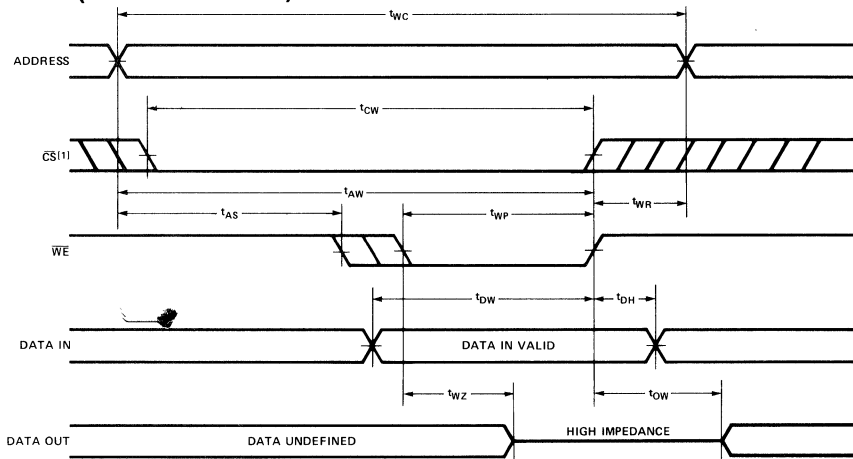 tWC
ADDRESS
tCW
CS[1]
tAW
tAS
tWP
tWR
WE
tDW
tDH
DATA IN
DATA IN VALID
tWZ
tOW
DATA OUT
DATA UNDEFINED
HIGH IMPEDANCE